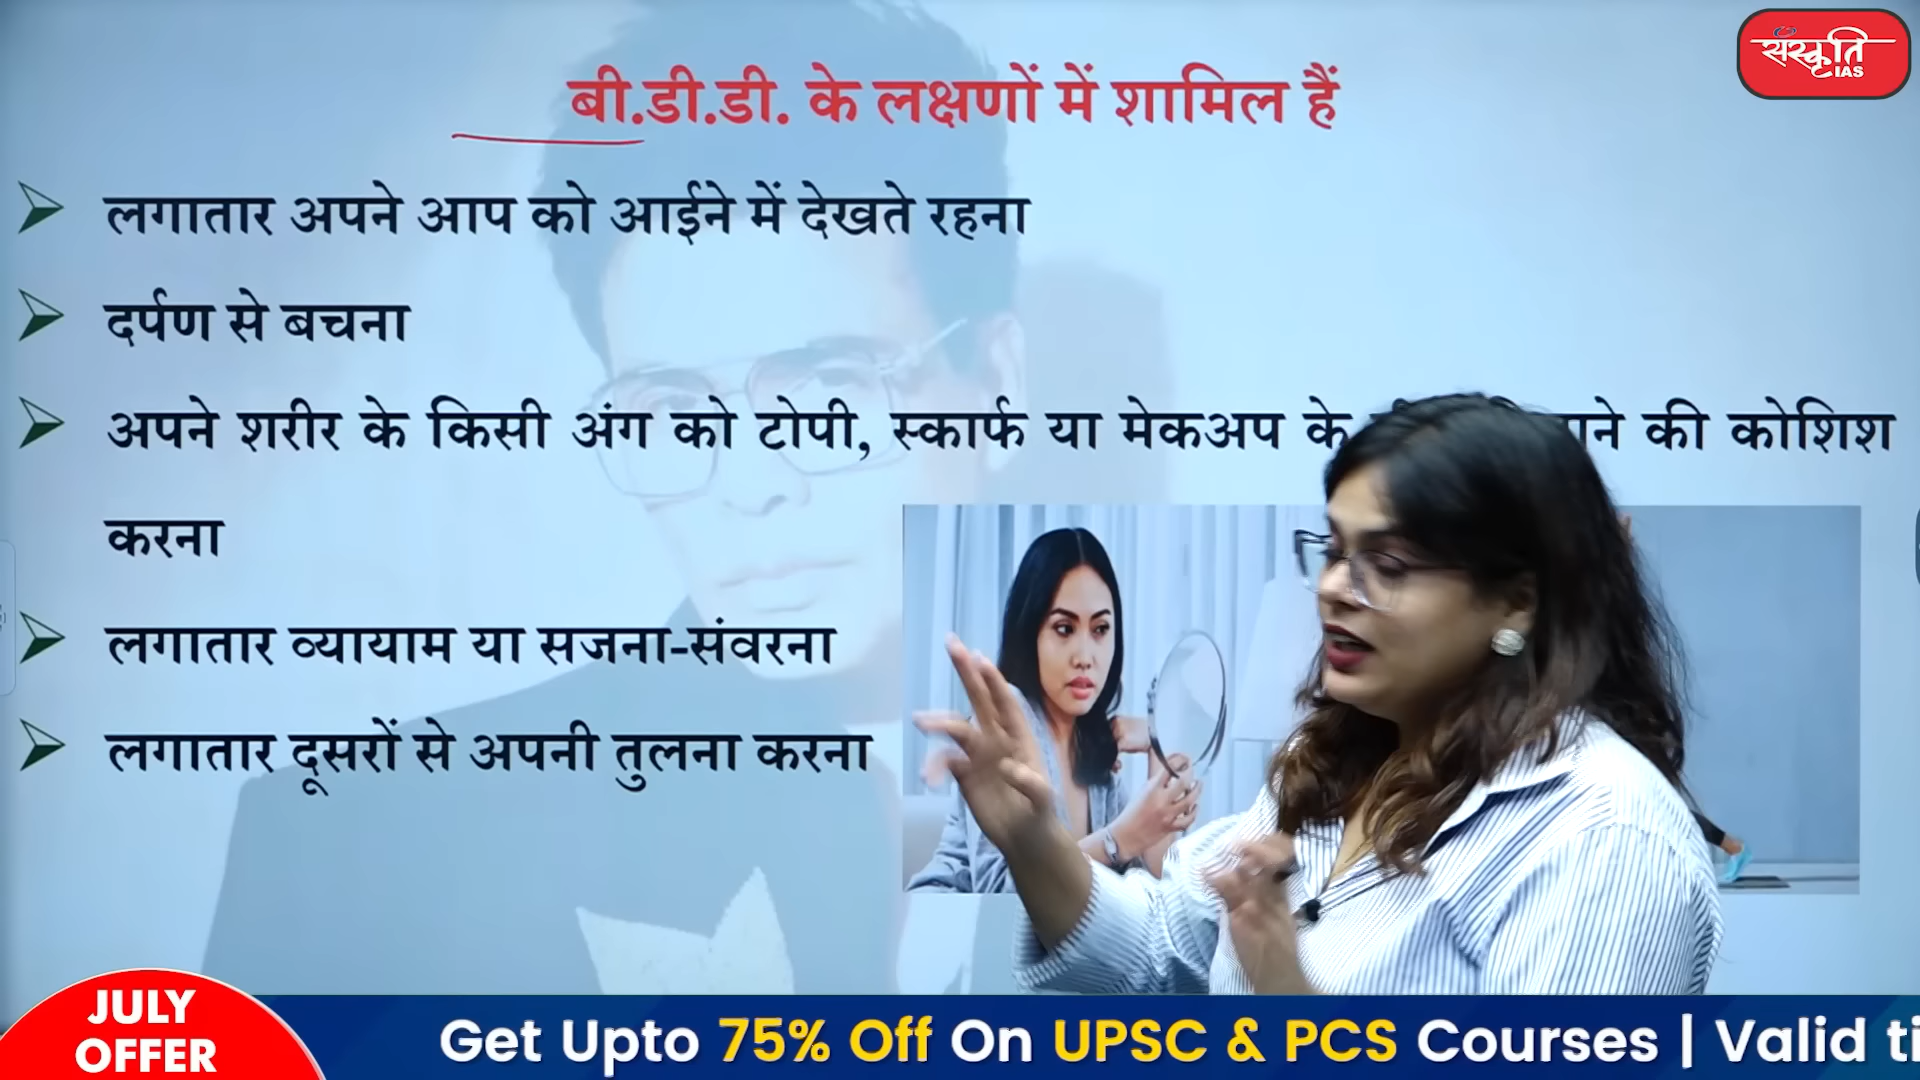 संस्कृति
IAS
बी.डी.डी. के लक्षणों में शामिल हैं
लगातार अपने आप को आईने में देखते रहना
दर्पण से बचना
अपने शरीर के किसी अंग को टोपी, स्कार्फ या मेकअप के की कोशिश
करना
लगातार व्यायाम या सजना-संवरना
लगातार दूसरों से अपनी तुलना करना
JULY
OFFER
Get Upto 75% Off On UPSC & PCS Courses | Valid